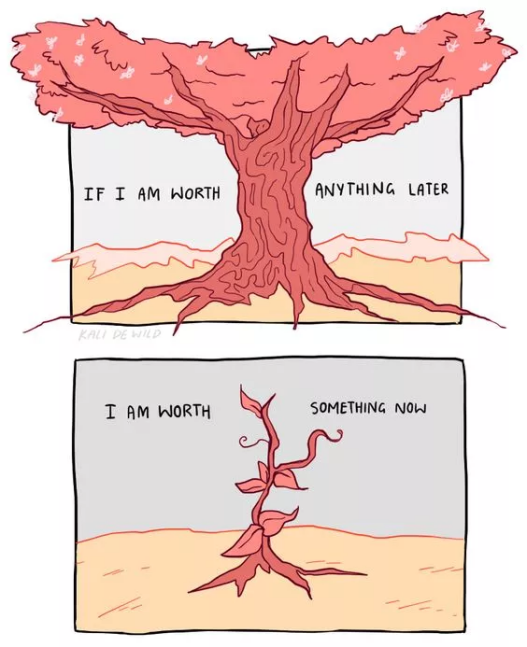 IF I AM WORTH ANYTHING LATER
KALI DE WILD
I AM WORTH SOMETHING NOW